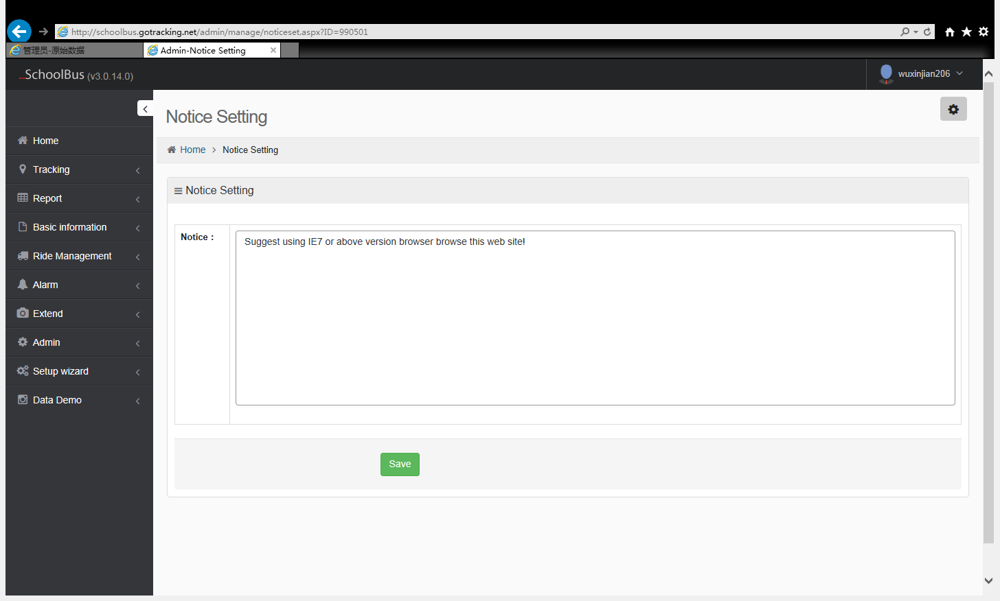 http://schoolbus.gotracking.net/admin/manage/noticeset.aspx?ID=990501
管理员-原始数据
Admin-Notice Setting
...SchoolBus (v3.0.14.0)
wuxinjian206
Notice Setting
Home
Notice Setting
Home
Tracking
Report
Basic information
Ride Management
Alarm
Extend
Admin
Setup wizard
Data Demo
Notice Setting
Notice :
Suggest using IE7 or above version browser browse this web site!
Save